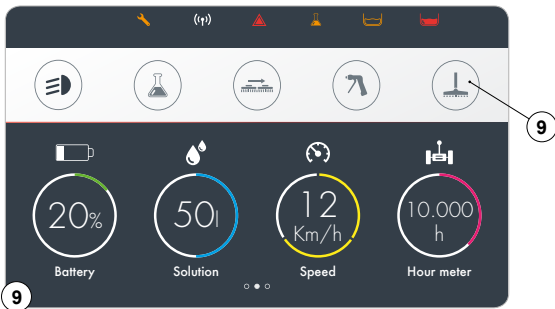 9
20%
50l
12
Km/h
10.000
h
Battery
Solution
Speed
Hour meter
9